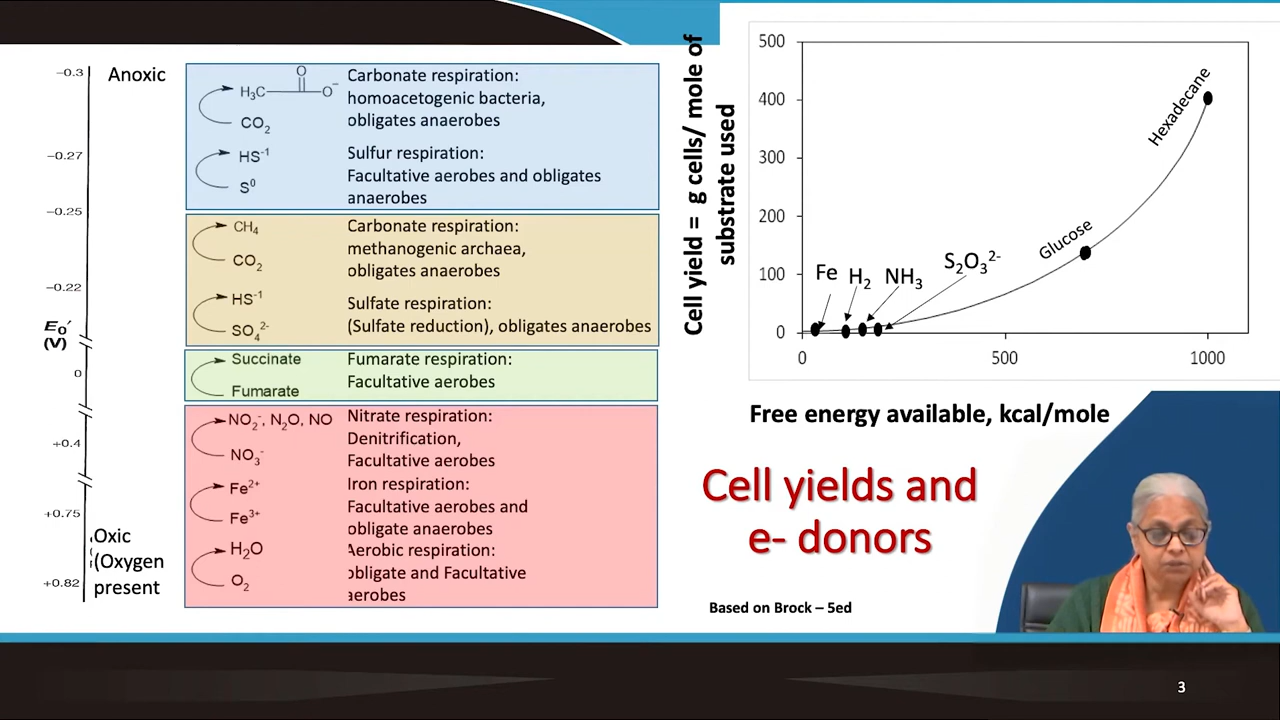 −0.3
Anoxic
O
H₃C
O⁻
CO₂
Carbonate respiration:
homoacetogenic bacteria,
obligates anaerobes
−0.27
HS⁻¹
S⁰
Sulfur respiration:
Facultative aerobes and obligates
anaerobes
−0.25
CH₄
CO₂
Carbonate respiration:
methanogenic archaea,
obligates anaerobes
−0.22
HS⁻¹
SO₄²⁻
Sulfate respiration:
(Sulfate reduction), obligates anaerobes
E₀′
(V)
0
Succinate
Fumarate
Fumarate respiration:
Facultative aerobes
+0.4
NO₂⁻, N₂O, NO
NO₃⁻
Nitrate respiration:
Denitrification,
Facultative aerobes
Fe²⁺
Fe³⁺
Iron respiration:
Facultative aerobes and
obligate anaerobes
+0.75
Oxic
(Oxygen
present
+0.82
H₂O
O₂
Aerobic respiration:
obligate and Facultative
aerobes
Cell yield = g cells/ mole of
substrate used
500
400
300
200
100
0
0
500
1000
Fe
H₂
NH₃
S₂O₃²⁻
Glucose
Hexadecane
Free energy available, kcal/mole
Cell yields and
e- donors
Based on Brock – 5ed
3